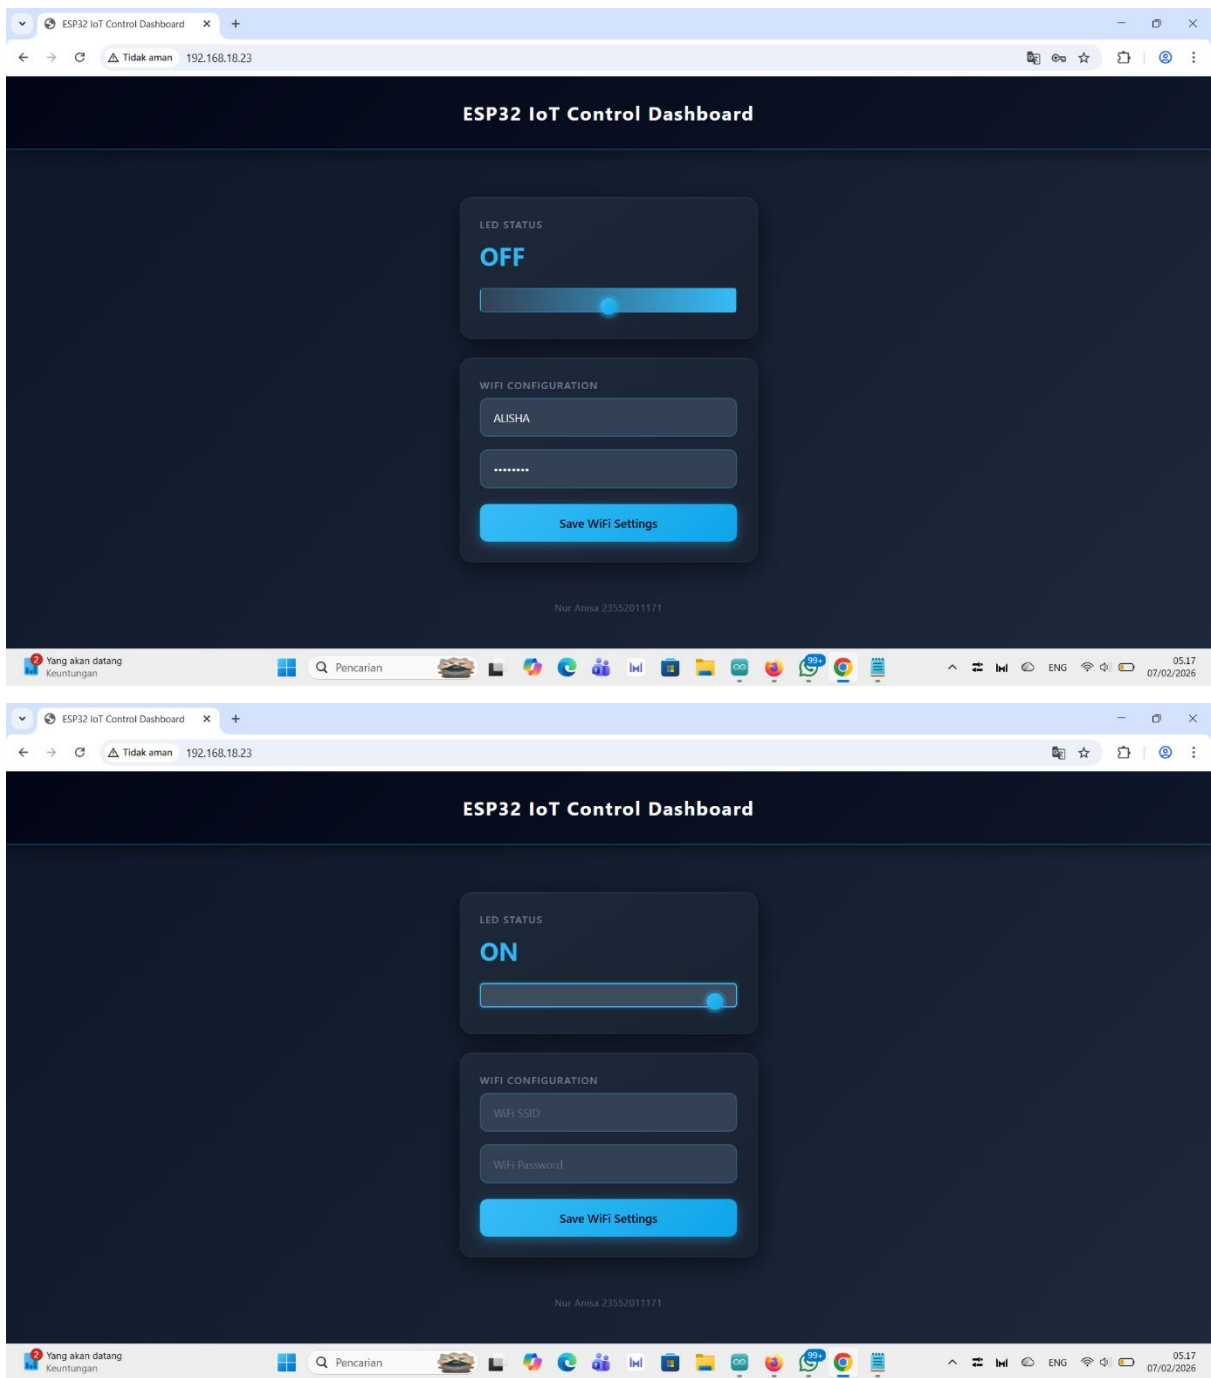 ESP32 IoT Control Dashboard
Tidak aman 192.168.18.23
ESP32 IoT Control Dashboard
LED STATUS
OFF
WIFI CONFIGURATION
ALISHA
••••••••
Save WiFi Settings
Nur Anisa 23552011171
2
Yang akan datang
Keuntungan
Pencarian
99+
ENG
05.17
07/02/2026
ESP32 IoT Control Dashboard
Tidak aman 192.168.18.23
ESP32 IoT Control Dashboard
LED STATUS
ON
WIFI CONFIGURATION
WiFi SSID
WiFi Password
Save WiFi Settings
Nur Anisa 23552011171
2
Yang akan datang
Keuntungan
Pencarian
99+
ENG
05.17
07/02/2026